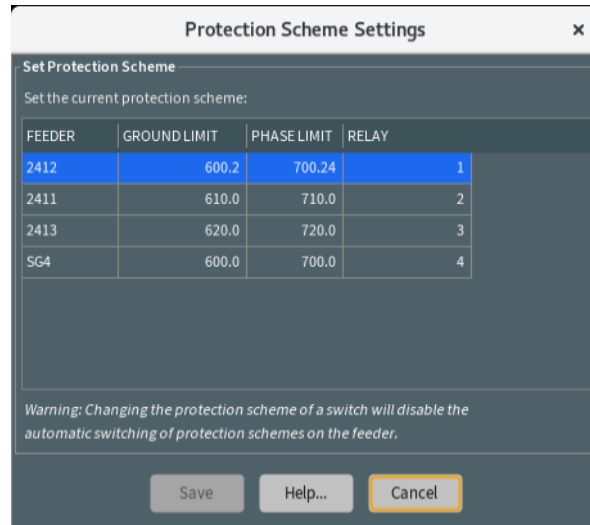 Protection Scheme Settings ×
Set Protection Scheme
Set the current protection scheme:
FEEDER GROUND LIMIT PHASE LIMIT RELAY
2412 600.2 700.24 1
2411 610.0 710.0 2
2413 620.0 720.0 3
SG4 600.0 700.0 4
Warning: Changing the protection scheme of a switch will disable the
automatic switching of protection schemes on the feeder.
Save Help... Cancel